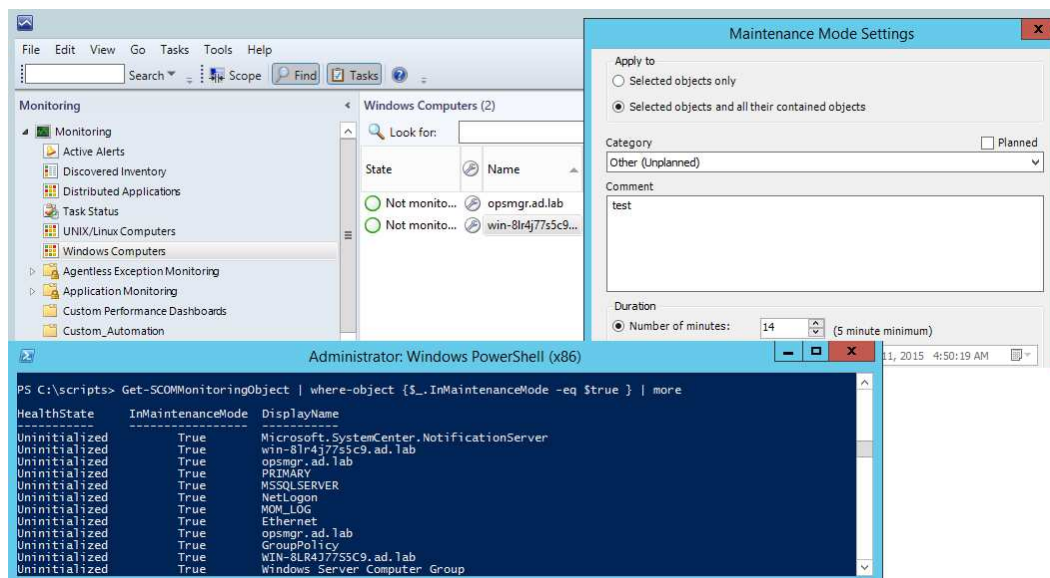 File Edit View Go Tasks Tools Help
Search Scope Find Tasks
Monitoring
Monitoring
Active Alerts
Discovered Inventory
Distributed Applications
Task Status
UNIX/Linux Computers
Windows Computers
Agentless Exception Monitoring
Application Monitoring
Custom Performance Dashboards
Custom_Automation
Windows Computers (2)
Look for:
State Name
Not monito... opsmgr.ad.lab
Not monito... win-8lr4j77s5c9...
Maintenance Mode Settings
Apply to
Selected objects only
Selected objects and all their contained objects
Category Planned
Other (Unplanned)
Comment
test
Duration
Number of minutes: 14 (5 minute minimum)
11, 2015 4:50:19 AM
Administrator: Windows PowerShell (x86)
PS C:\scripts> Get-SCOMMonitoringObject | where-object {$_.InMaintenanceMode -eq $true } | more
HealthState InMaintenanceMode DisplayName
----------- ----------------- -----------
Uninitialized True Microsoft.SystemCenter.NotificationServer
Uninitialized True win-8lr4j77s5c9.ad.lab
Uninitialized True opsmgr.ad.lab
Uninitialized True PRIMARY
Uninitialized True MSSQLSERVER
Uninitialized True NetLogon
Uninitialized True MOM_LOG
Uninitialized True Ethernet
Uninitialized True opsmgr.ad.lab
Uninitialized True GroupPolicy
Uninitialized True WIN-8LR4J77S5C9.ad.lab
Uninitialized True Windows Server Computer Group